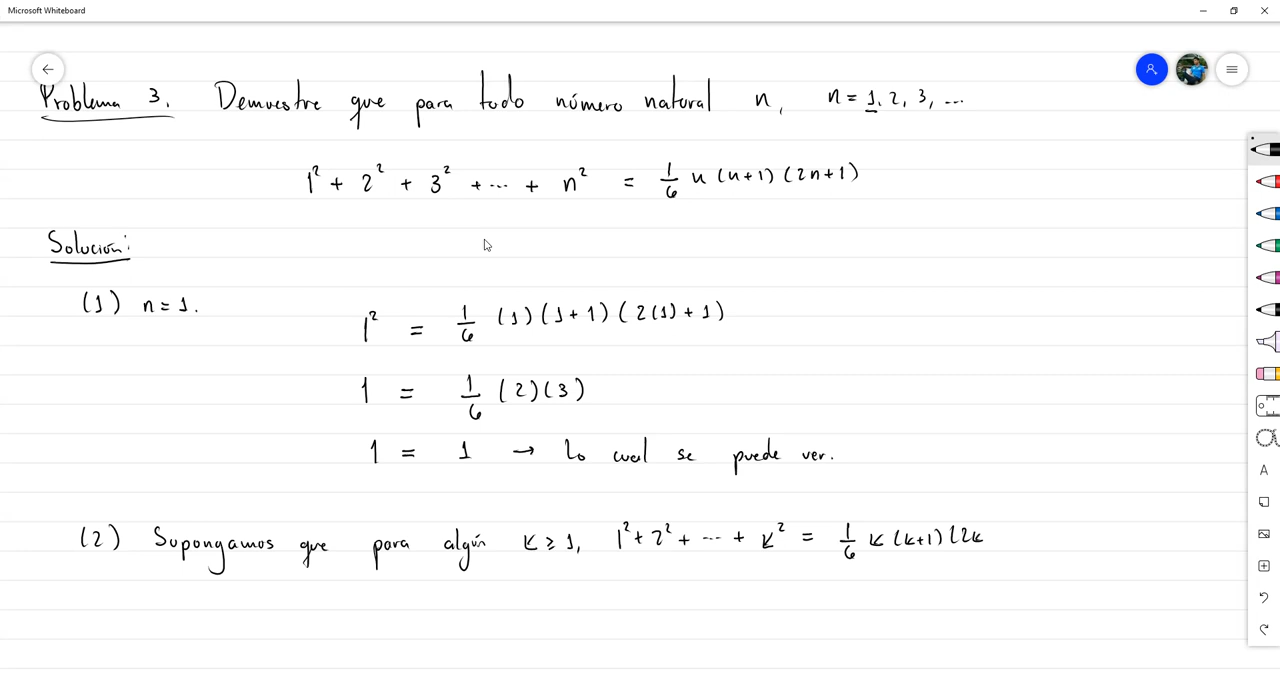 Microsoft Whiteboard
Problema 3. Demuestre que para todo número natural n, n = 1, 2, 3, ...
1² + 2² + 3² + ... + n² = 1/6 n (n+1) (2n+1)
Solución:
(1) n = 1.
1² = 1/6 (1) (1+1) (2(1) + 1)
1 = 1/6 (2)(3)
1 = 1 → Lo cual se puede ver.
(2) Supongamos que para algún k ≥ 1, 1² + 2² + ... + k² = 1/6 k (k+1) (2k
A